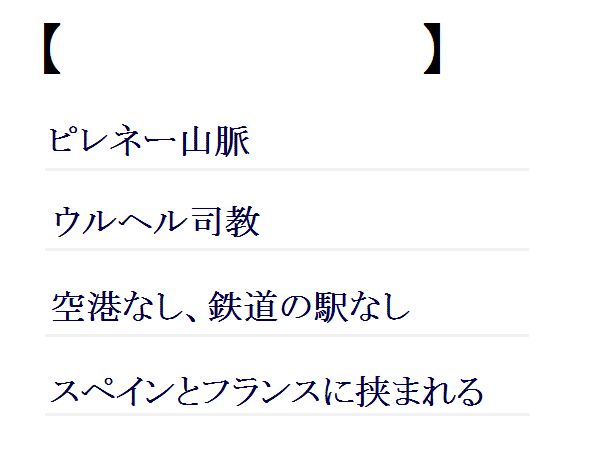 【　　　　　　　　】
ピレネー山脈
ウルヘル司教
空港なし、鉄道の駅なし
スペインとフランスに挟まれる